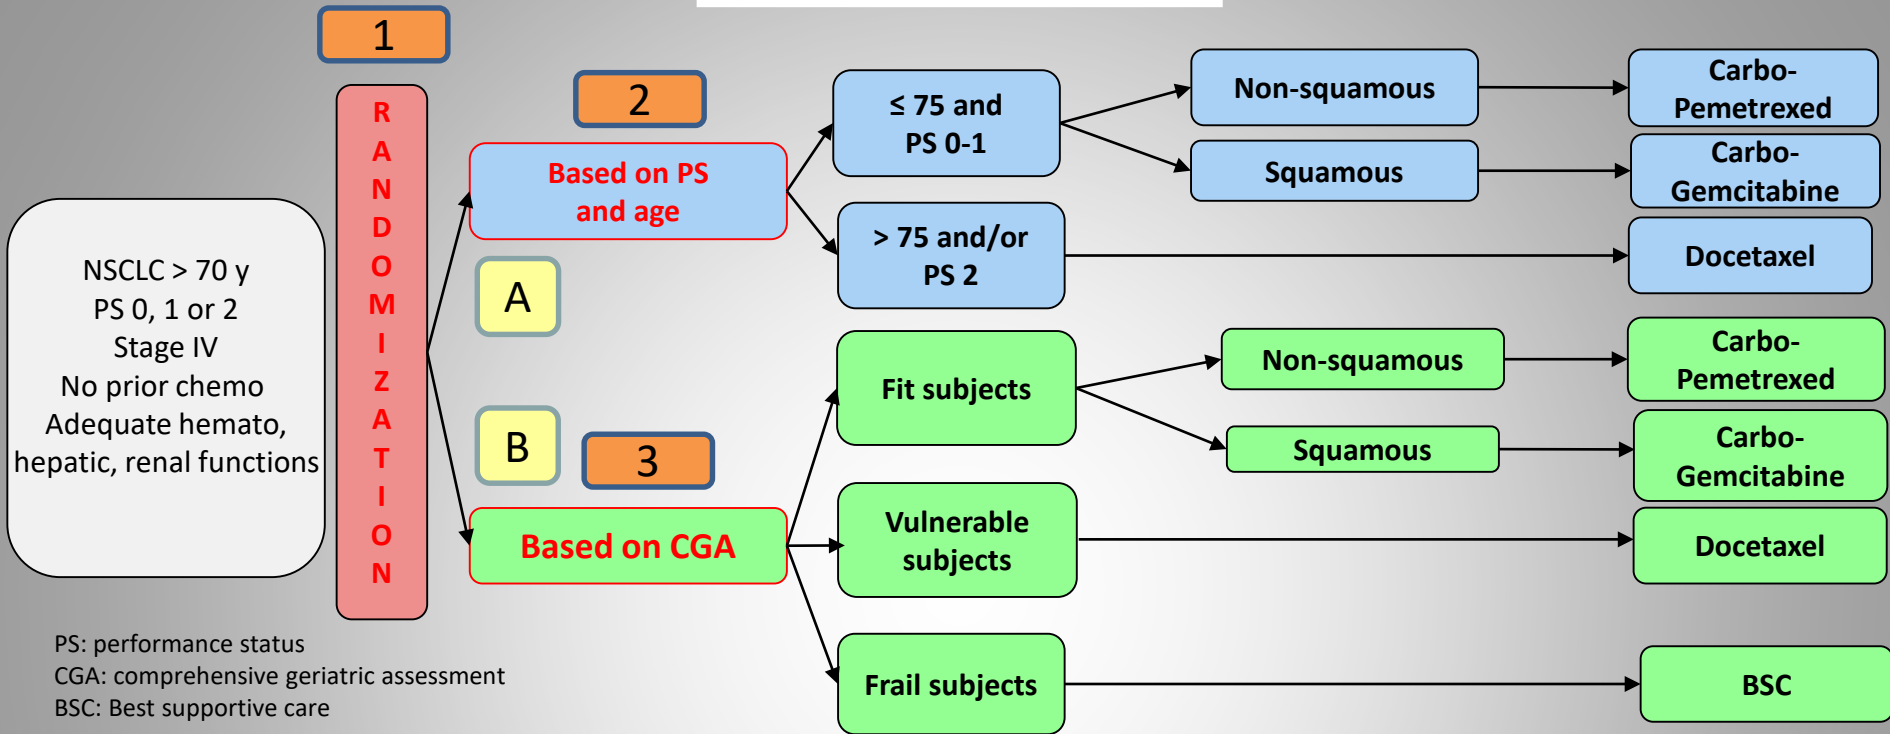 1
R
A
N
D
O
M
I
Z
A
T
I
O
N
NSCLC > 70 y
PS 0, 1 or 2
Stage IV
No prior chemo
Adequate hemato,
hepatic, renal functions
2
Based on PS
and age
A
B
3
Based on CGA
≤ 75 and
PS 0-1
> 75 and/or
PS 2
Non-squamous
Squamous
Carbo-
Pemetrexed
Carbo-
Gemcitabine
Docetaxel
Fit subjects
Vulnerable
subjects
Frail subjects
Non-squamous
Squamous
Carbo-
Pemetrexed
Carbo-
Gemcitabine
Docetaxel
BSC
PS: performance status
CGA: comprehensive geriatric assessment
BSC: Best supportive care